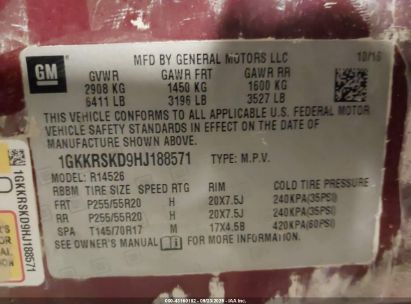 GM
MFD BY GENERAL MOTORS LLC 10/16
GVWR GAWR FRT GAWR RR
2908 KG 1450 KG 1600 KG
6411 LB 3196 LB 3527 LB
THIS VEHICLE CONFORMS TO ALL APPLICABLE U.S. FEDERAL MOTOR
VEHICLE SAFETY STANDARDS IN EFFECT ON THE DATE OF
MANUFACTURE SHOWN ABOVE.
1GKKRSKD9HJ188571 TYPE: M.P.V.
MODEL: R14526
RBBM TIRE SIZE SPEED RTG RIM COLD TIRE PRESSURE
FRT P255/55R20 H 20X7.5J 240KPA(35PSI)
RR P255/55R20 H 20X7.5J 240KPA(35PSI)
SPA T145/70R17 M 17X4.5B 420KPA(60PSI)
SEE OWNER'S MANUAL FOR MORE INFORMATION.
1GKKRSKD9HJ188571